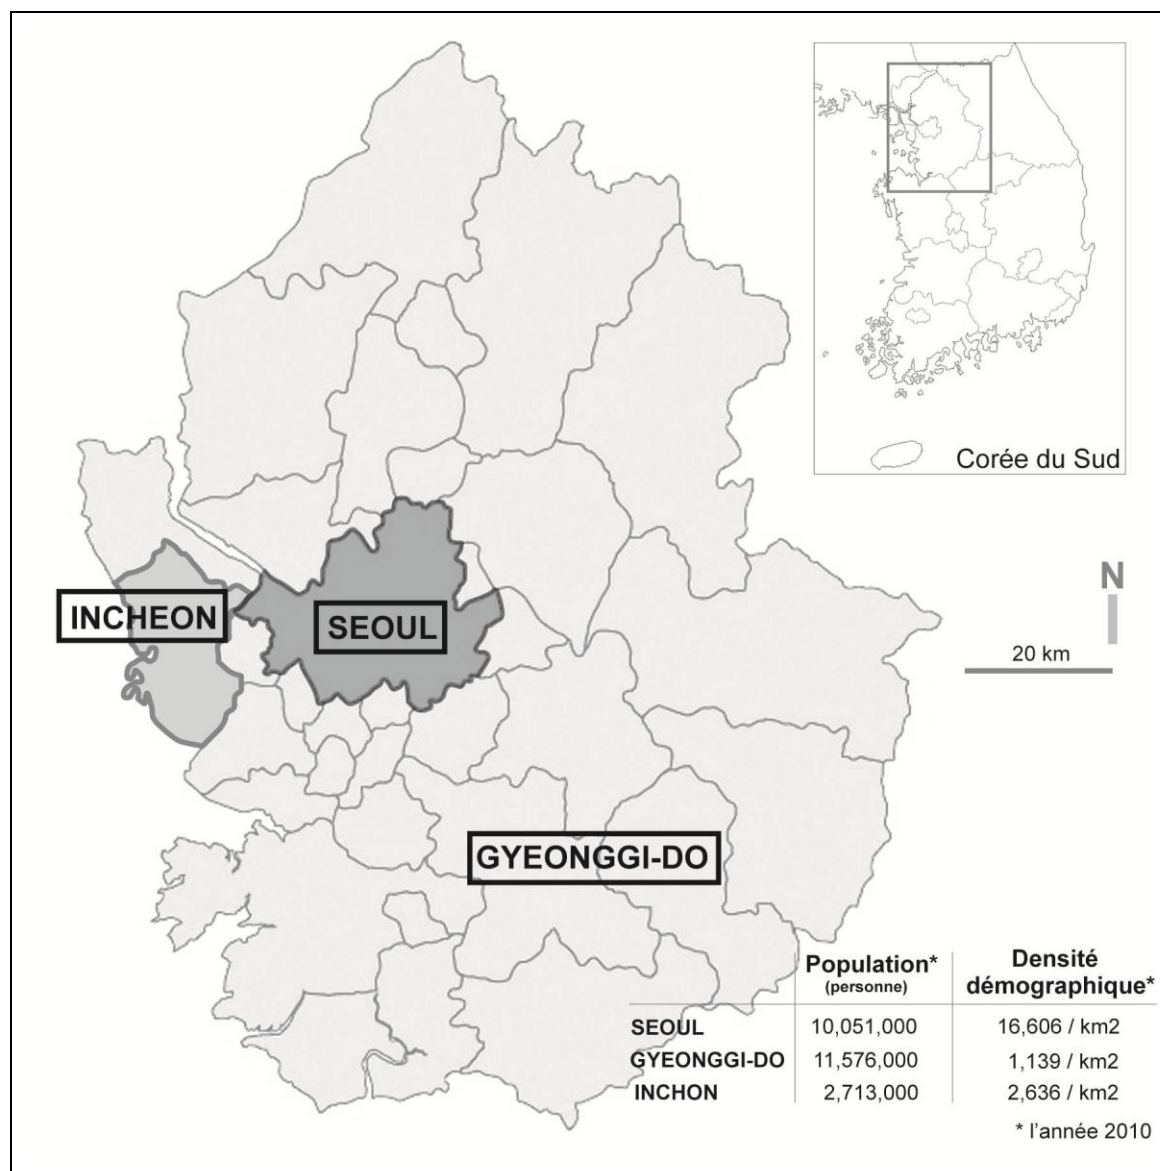 Corée du Sud
N
20 km
INCHEON
SEOUL
GYEONGGI-DO
Population* Densité
(personne) démographique*
SEOUL 10,051,000 16,606 / km2
GYEONGGI-DO 11,576,000 1,139 / km2
INCHON 2,713,000 2,636 / km2
* l'année 2010